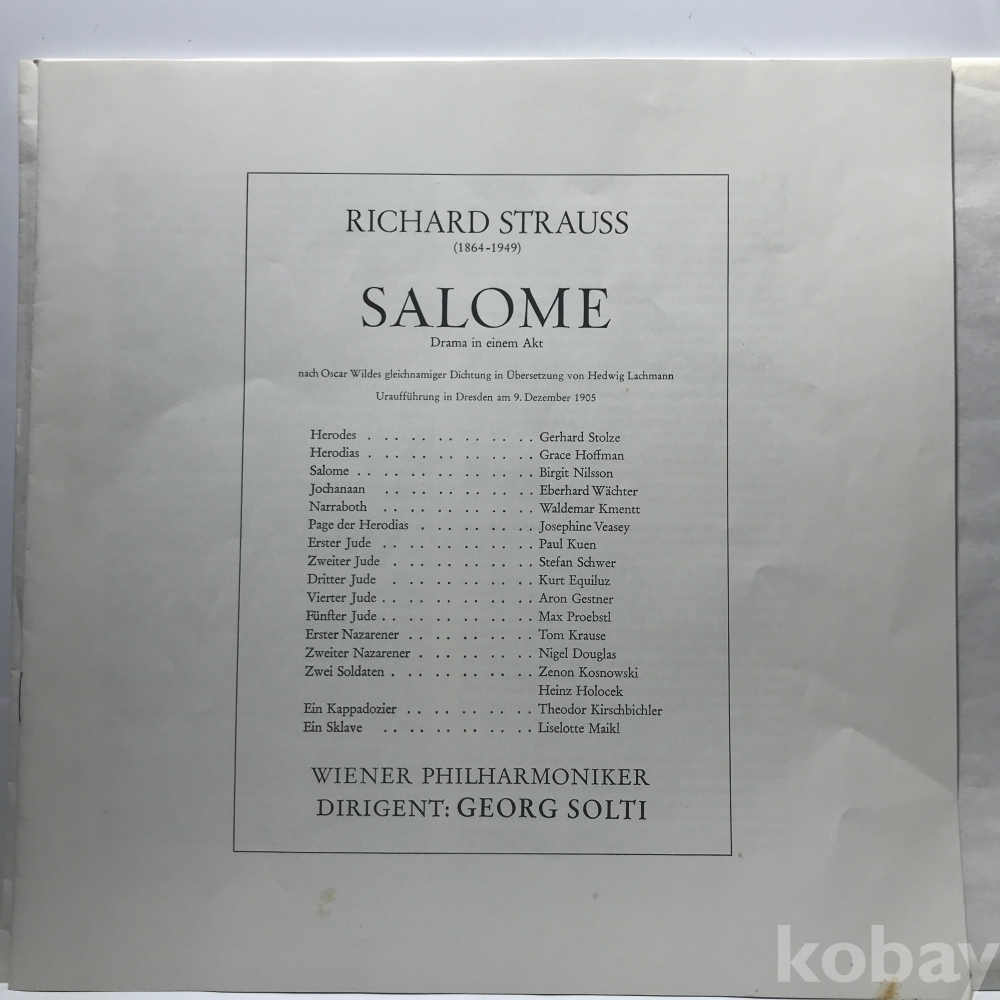 RICHARD STRAUSS
(1864-1949)
SALOME
Drama in einem Akt
nach Oscar Wildes gleichnamiger Dichtung in Übersetzung von Hedwig Lachmann
Uraufführung in Dresden am 9. Dezember 1905
Herodes . . . . . . . . . . . . Gerhard Stolze
Herodias . . . . . . . . . . . . Grace Hoffman
Salome . . . . . . . . . . . . Birgit Nilsson
Jochanaan . . . . . . . . . . . Eberhard Wächter
Narraboth . . . . . . . . . . . Waldemar Kmentt
Page der Herodias . . . . . . . . Josephine Veasey
Erster Jude . . . . . . . . . . . Paul Kuen
Zweiter Jude . . . . . . . . . . Stefan Schwer
Dritter Jude . . . . . . . . . . Kurt Equiluz
Vierter Jude . . . . . . . . . . Aron Gestner
Fünfter Jude . . . . . . . . . . Max Proebstl
Erster Nazarener . . . . . . . . . Tom Krause
Zweiter Nazarener . . . . . . . . Nigel Douglas
Zwei Soldaten . . . . . . . . . . Zenon Kosnowski
Heinz Holocek
Ein Kappadozier . . . . . . . . . Theodor Kirschbichler
Ein Sklave . . . . . . . . . . . Liselotte Maikl
WIENER PHILHARMONIKER
DIRIGENT: GEORG SOLTI
kobay